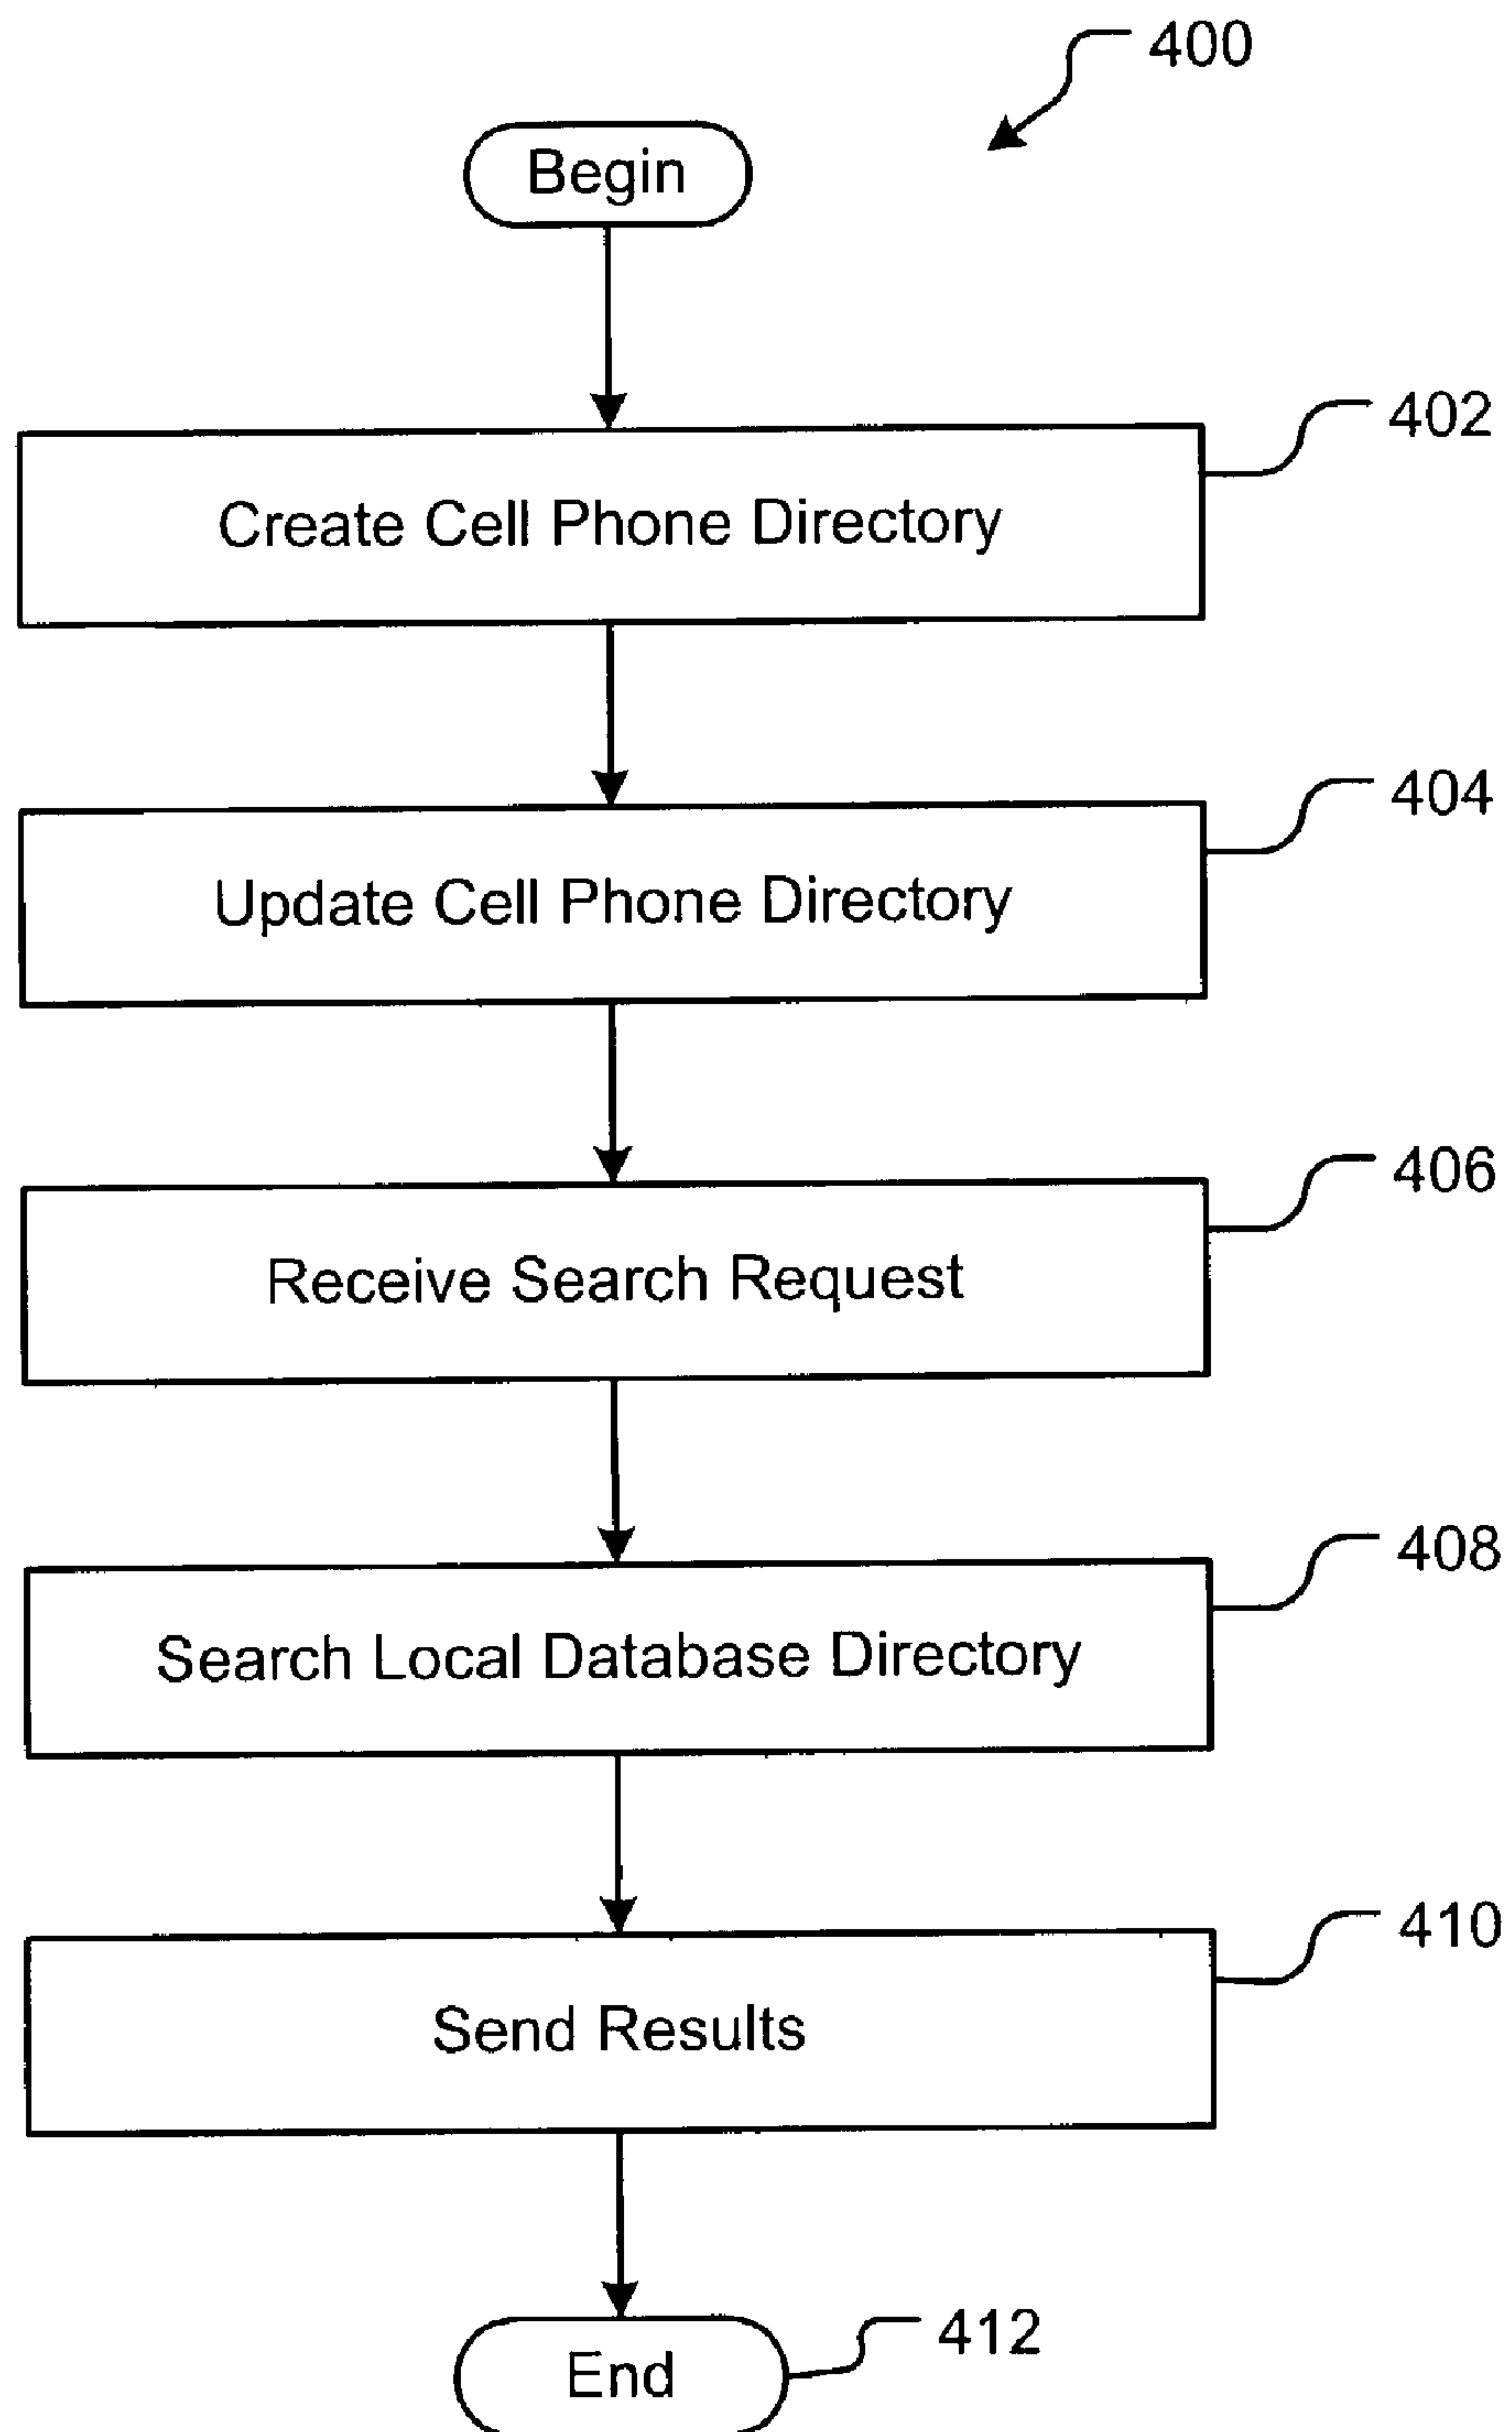 400
Begin
402
Create Cell Phone Directory
404
Update Cell Phone Directory
406
Receive Search Request
408
Search Local Database Directory
410
Send Results
412
End